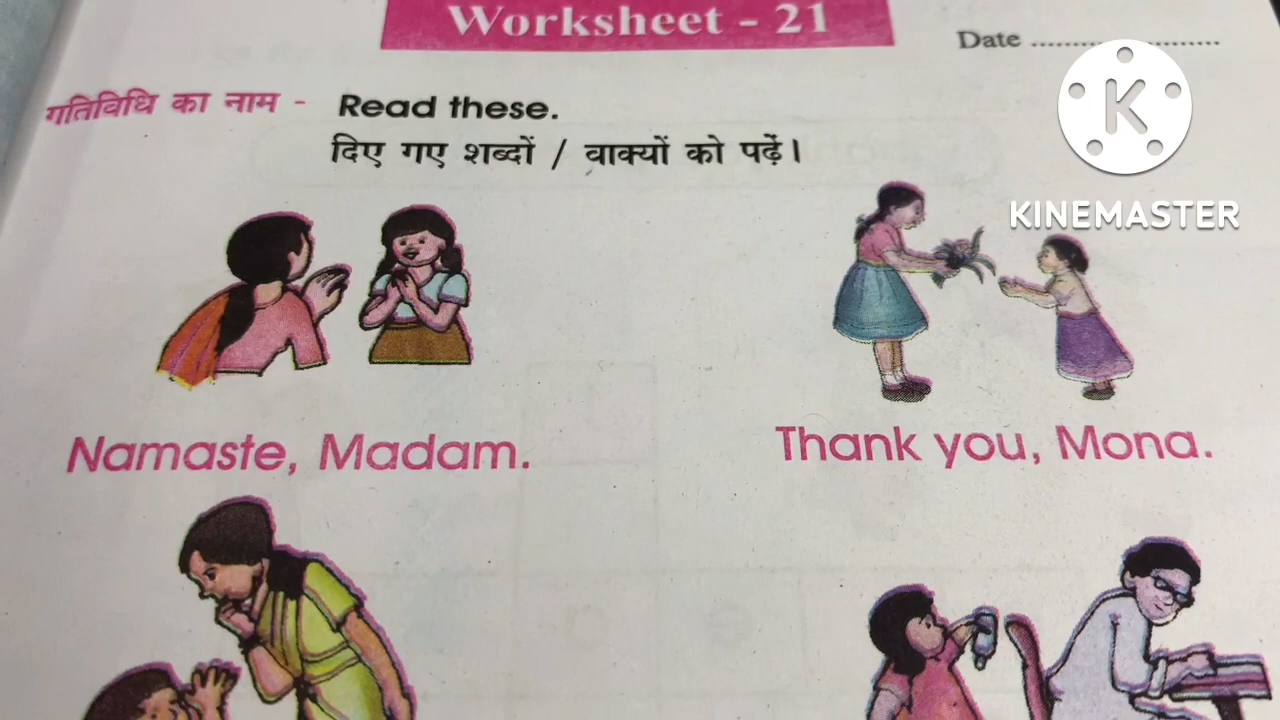 Worksheet - 21
Date ........................
गतिविधि का नाम - Read these.
दिए गए शब्दों / वाक्यों को पढ़ें।
K
KINEMASTER
Namaste, Madam.
Thank you, Mona.